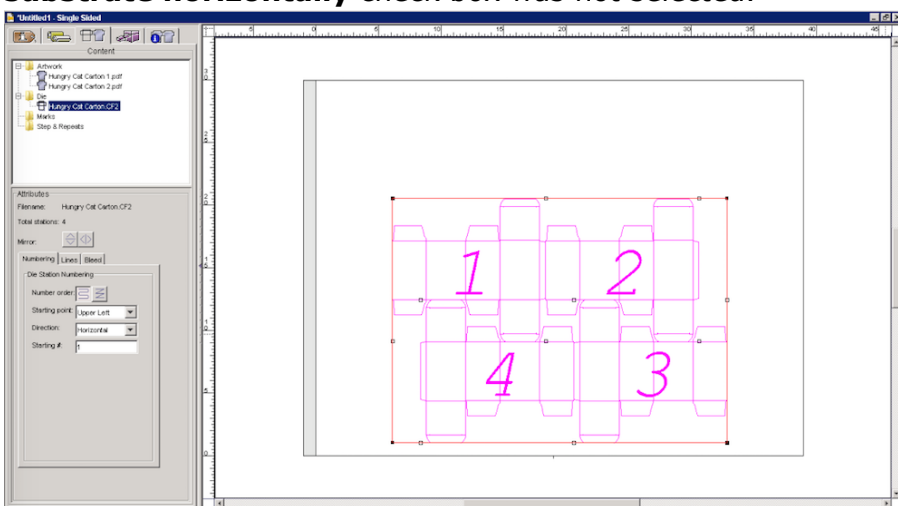 Substrate horizontally check box was not selected.
*Untitled1 - Single Sided
Content
Artwork
Hungry Cat Carton 1.pdf
Hungry Cat Carton 2.pdf
Die
Hungry Cat Carton.CF2
Marks
Step & Repeats
Attributes
Filename: Hungry Cat Carton.CF2
Total stations: 4
Mirror:
Numbering Lines Bleed
Die Station Numbering
Number order:
Starting point: Upper Left
Direction: Horizontal
Starting #: 1
5 0 5 10 15 20 25 30 35 40 45
1 2
4 3